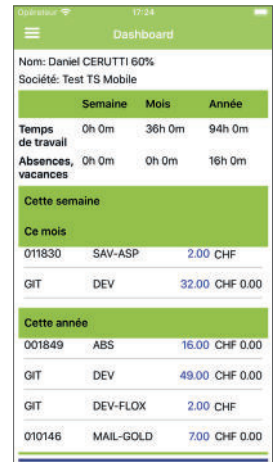 Opérateur 17:24
Dashboard
Nom: Daniel CERUTTI 60%
Société: Test TS Mobile
Semaine Mois Année
Temps de travail 0h 0m 36h 0m 94h 0m
Absences, vacances 0h 0m 0h 0m 16h 0m
Cette semaine
Ce mois
011830 SAV-ASP 2.00 CHF
GIT DEV 32.00 CHF 0.00
Cette année
001849 ABS 16.00 CHF 0.00
GIT DEV 49.00 CHF 0.00
GIT DEV-FLOX 2.00 CHF
010146 MAIL-GOLD 7.00 CHF 0.00